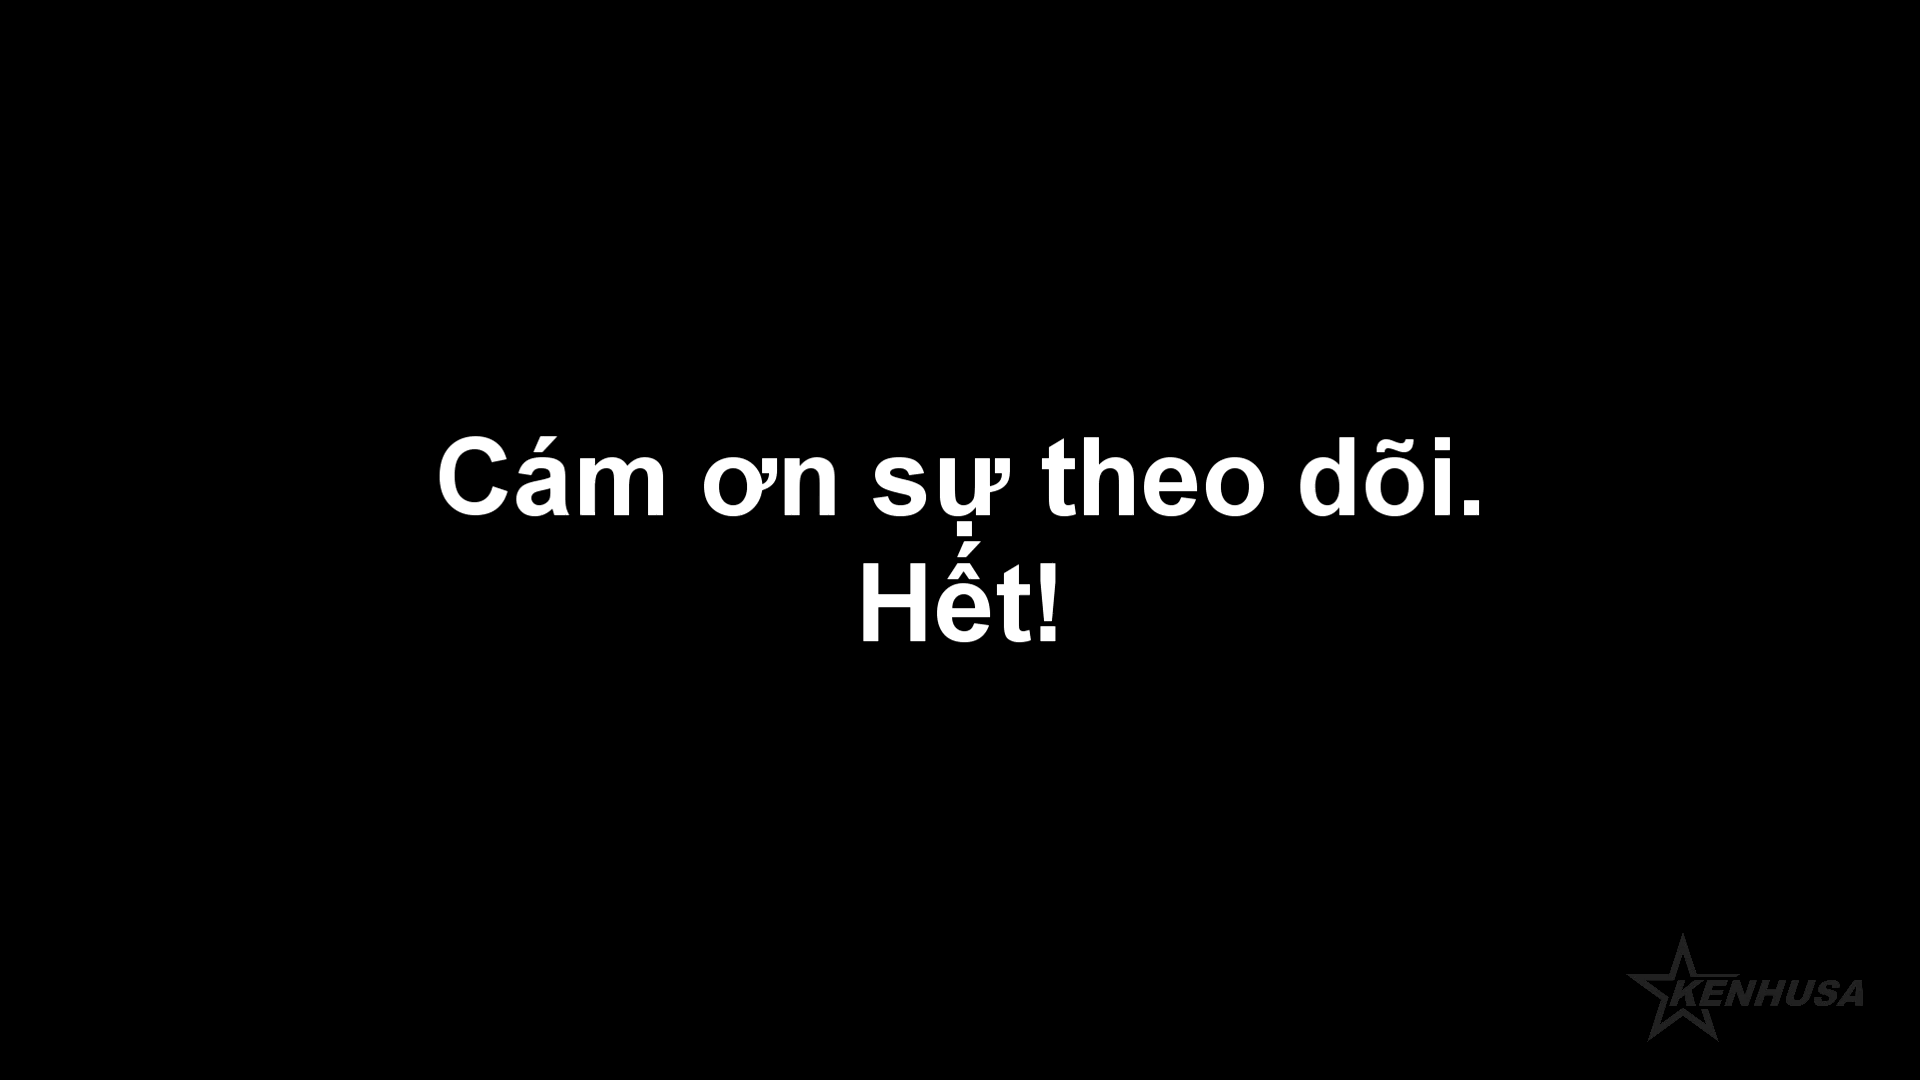 Cám ơn sự theo dõi.
Hết!
KENHUSA